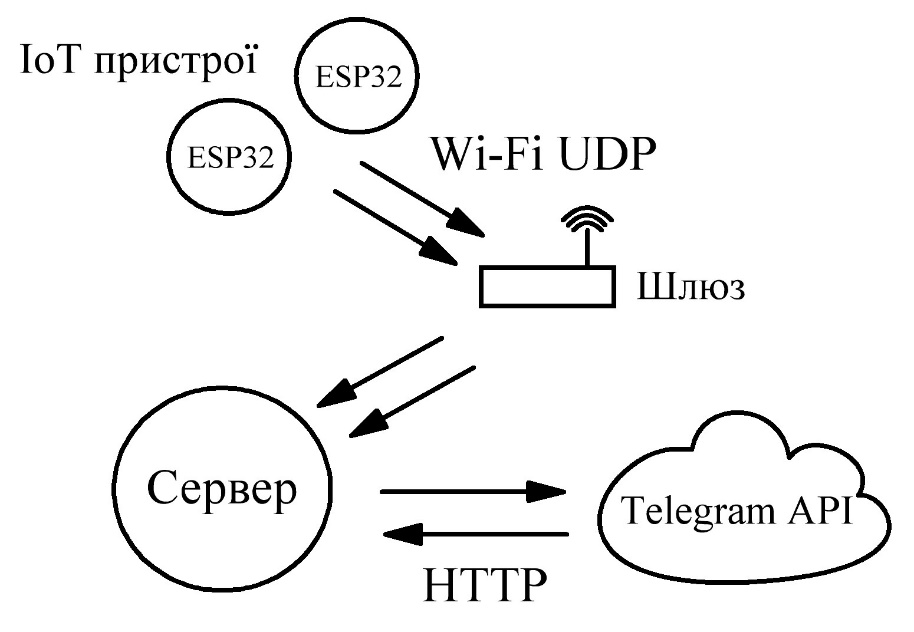 IoT пристрої
ESP32
ESP32
Wi-Fi UDP
Шлюз
Сервер
Telegram API
HTTP